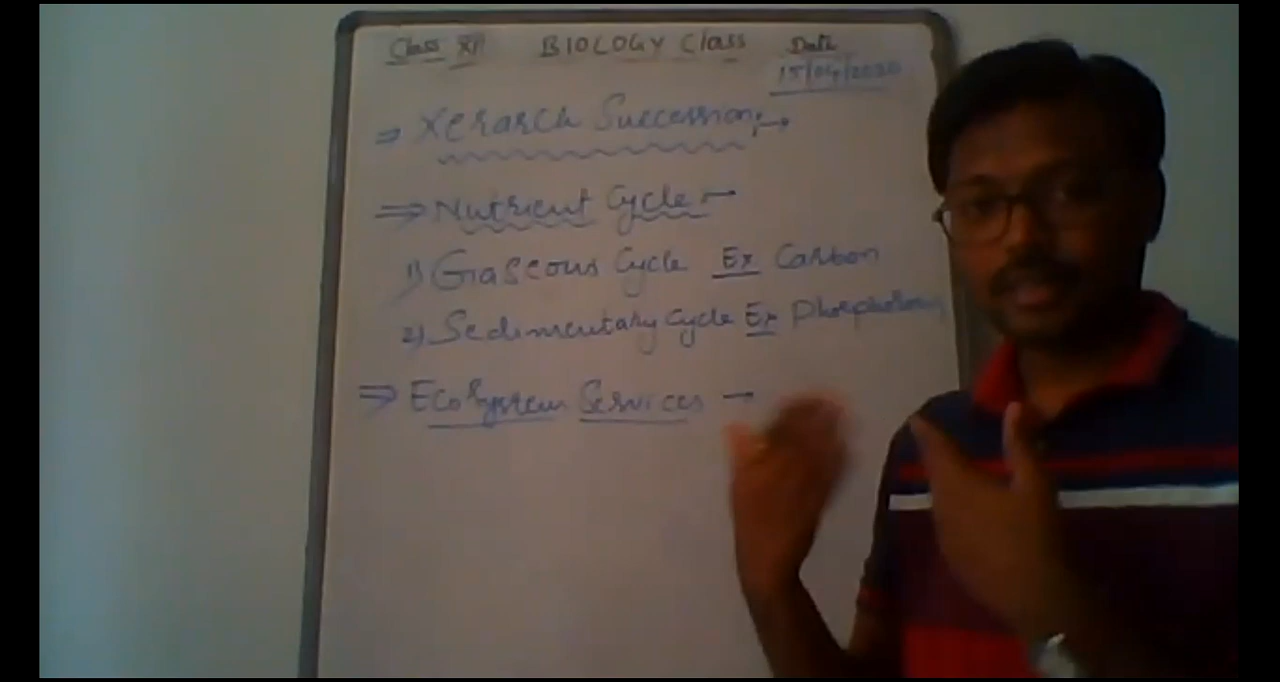 Class XII BIOLOGY Class Date
15/04/2020
⇒ Xerarch Succession:→
⇒ Nutrient Cycle →
1) Gaseous Cycle Ex Carbon
2) Sedimentary Cycle Ex Phosphorous
⇒ Ecosystem Services →